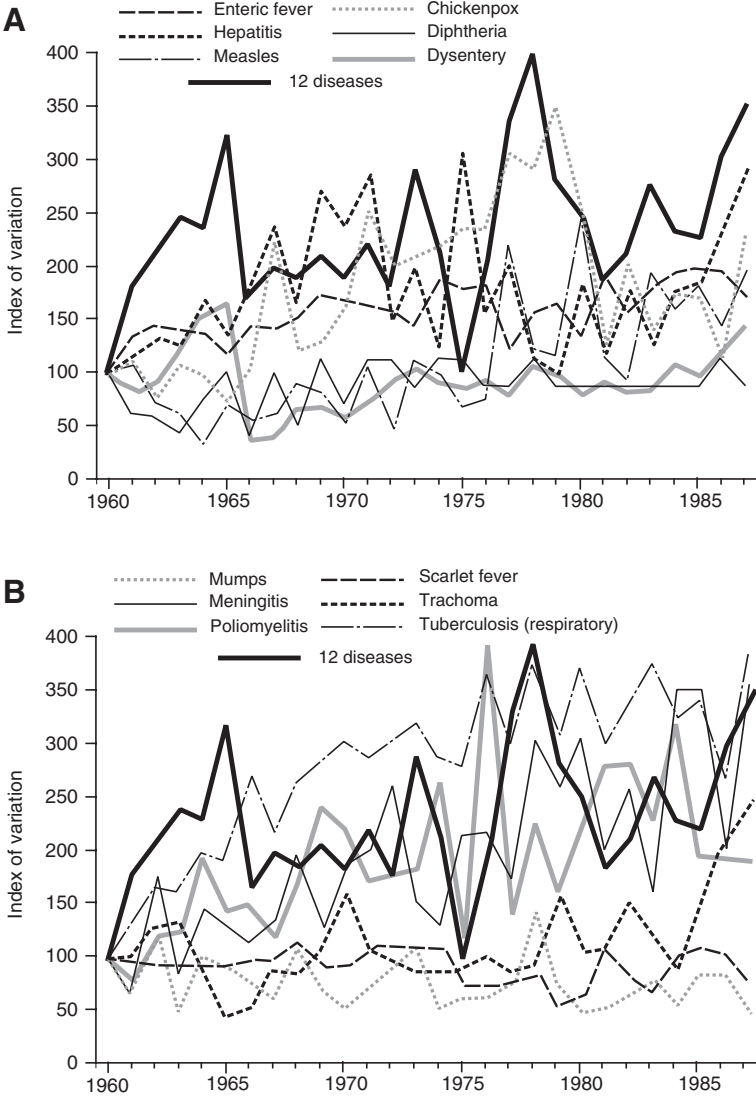 A
Enteric fever Chickenpox
Hepatitis Diphtheria
Measles Dysentery
12 diseases
400
350
300
250
200
150
100
50
0
Index of variation
1960 1965 1970 1975 1980 1985
B
Mumps Scarlet fever
Meningitis Trachoma
Poliomyelitis Tuberculosis (respiratory)
12 diseases
400
350
300
250
200
150
100
50
0
Index of variation
1960 1965 1970 1975 1980 1985